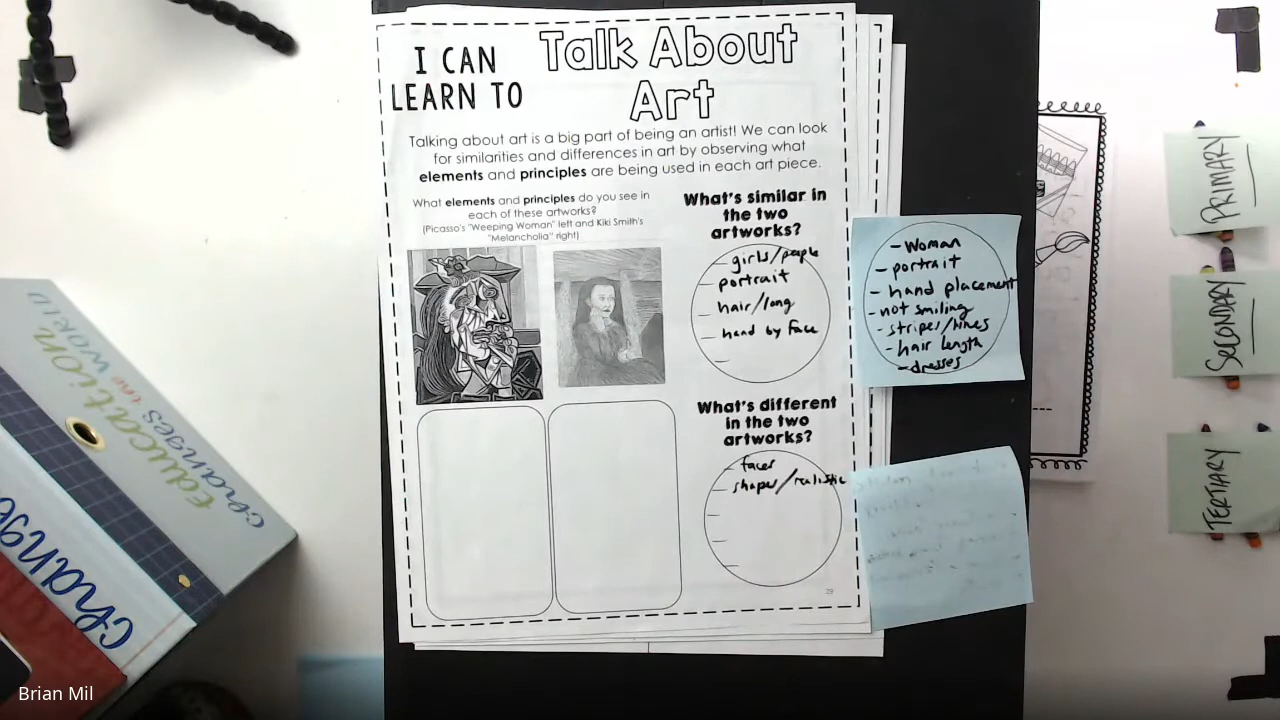 I CAN
LEARN TO
Talk About
Art
Talking about art is a big part of being an artist! We can look
for similarities and differences in art by observing what
elements and principles are being used in each art piece.
What elements and principles do you see in
each of these artworks?
(Picasso's "Weeping Woman" left and Kiki Smith's
"Melancholia" right)
What's similar in
the two
artworks?
girls/people
portrait
hair/long
hand by face
What's different
in the two
artworks?
faces
shapes/realistic
29
- Woman
- portrait
- hand placement
- not smiling
- stripes/lines
- hair length
- dresses
PRIMARY
SECONDARY
TERTIARY
Education
changes the
world
change
Brian Mil